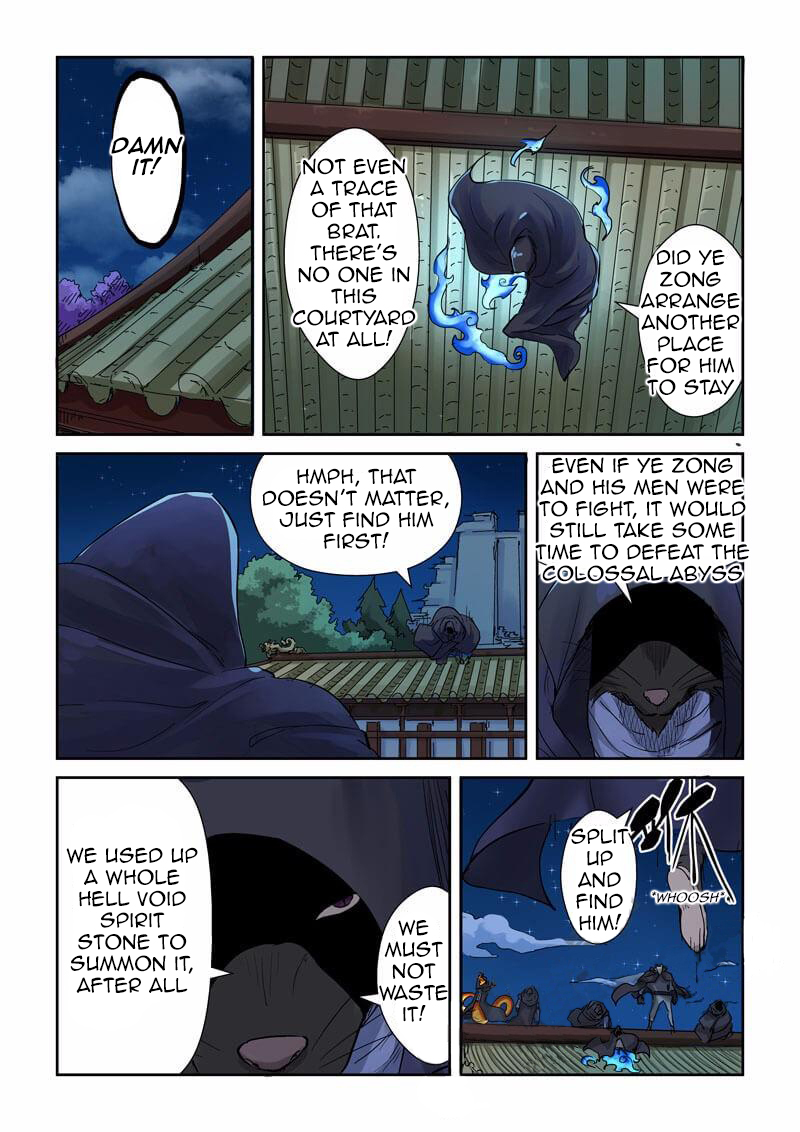 DAMN
IT!
NOT EVEN
A TRACE
OF THAT
BRAT.
THERE'S
NO ONE IN
THIS
COURTYARD
AT ALL!
DID YE
ZONG
ARRANGE
ANOTHER
PLACE
FOR HIM
TO STAY
HMPH, THAT
DOESN'T MATTER,
JUST FIND HIM
FIRST!
EVEN IF YE ZONG
AND HIS MEN WERE
TO FIGHT, IT WOULD
STILL TAKE SOME
TIME TO DEFEAT THE
COLOSSAL ABYSS
WE USED UP
A WHOLE
HELL VOID
SPIRIT
STONE TO
SUMMON IT,
AFTER ALL
WE
MUST
NOT
WASTE
IT!
SPLIT
UP
AND
FIND
HIM!
*WHOOSH*